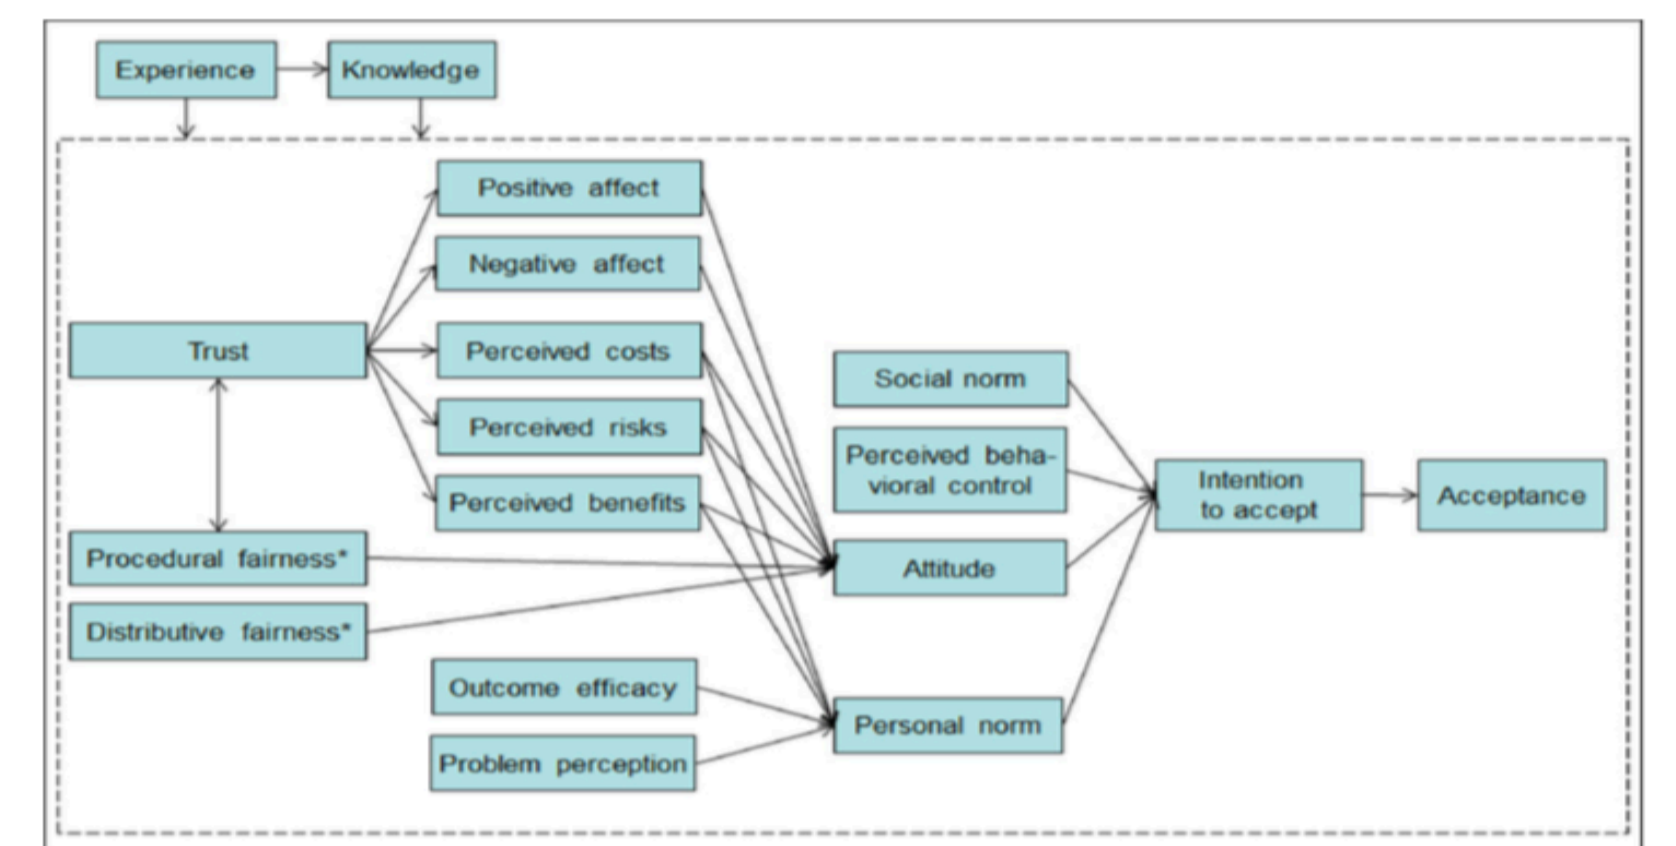 Experience
Knowledge
Positive affect
Negative affect
Trust
Perceived costs
Perceived risks
Perceived benefits
Procedural fairness*
Distributive fairness*
Outcome efficacy
Problem perception
Social norm
Perceived beha-
vioral control
Attitude
Personal norm
Intention
to accept
Acceptance